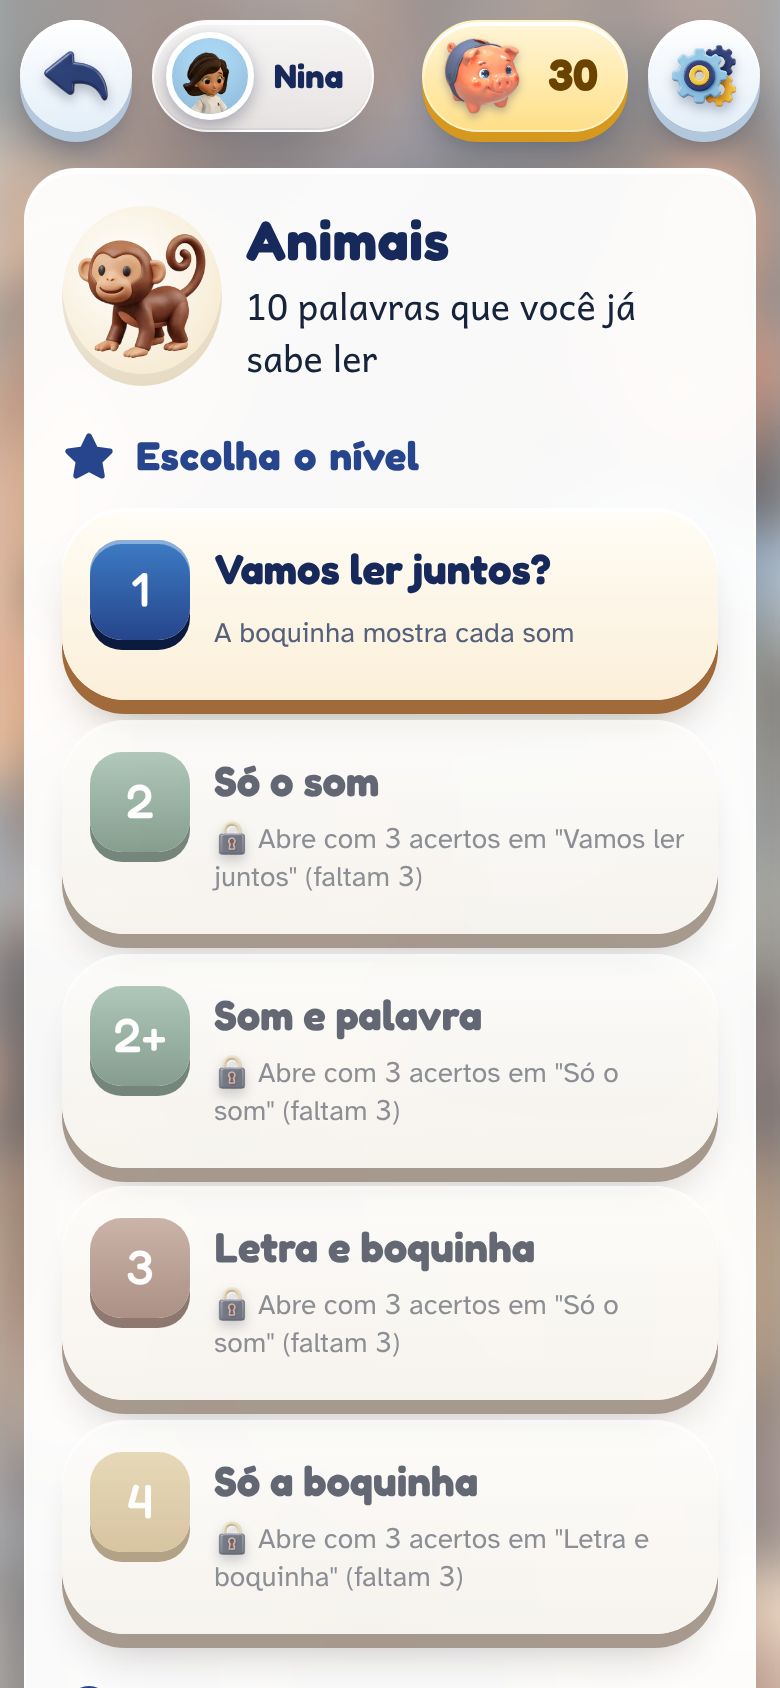 Nina
30
Animais
10 palavras que você já
sabe ler
Escolha o nível
1
Vamos ler juntos?
A boquinha mostra cada som
2
Só o som
Abre com 3 acertos em "Vamos ler
juntos" (faltam 3)
2+
Som e palavra
Abre com 3 acertos em "Só o
som" (faltam 3)
3
Letra e boquinha
Abre com 3 acertos em "Só o
som" (faltam 3)
4
Só a boquinha
Abre com 3 acertos em "Letra e
boquinha" (faltam 3)